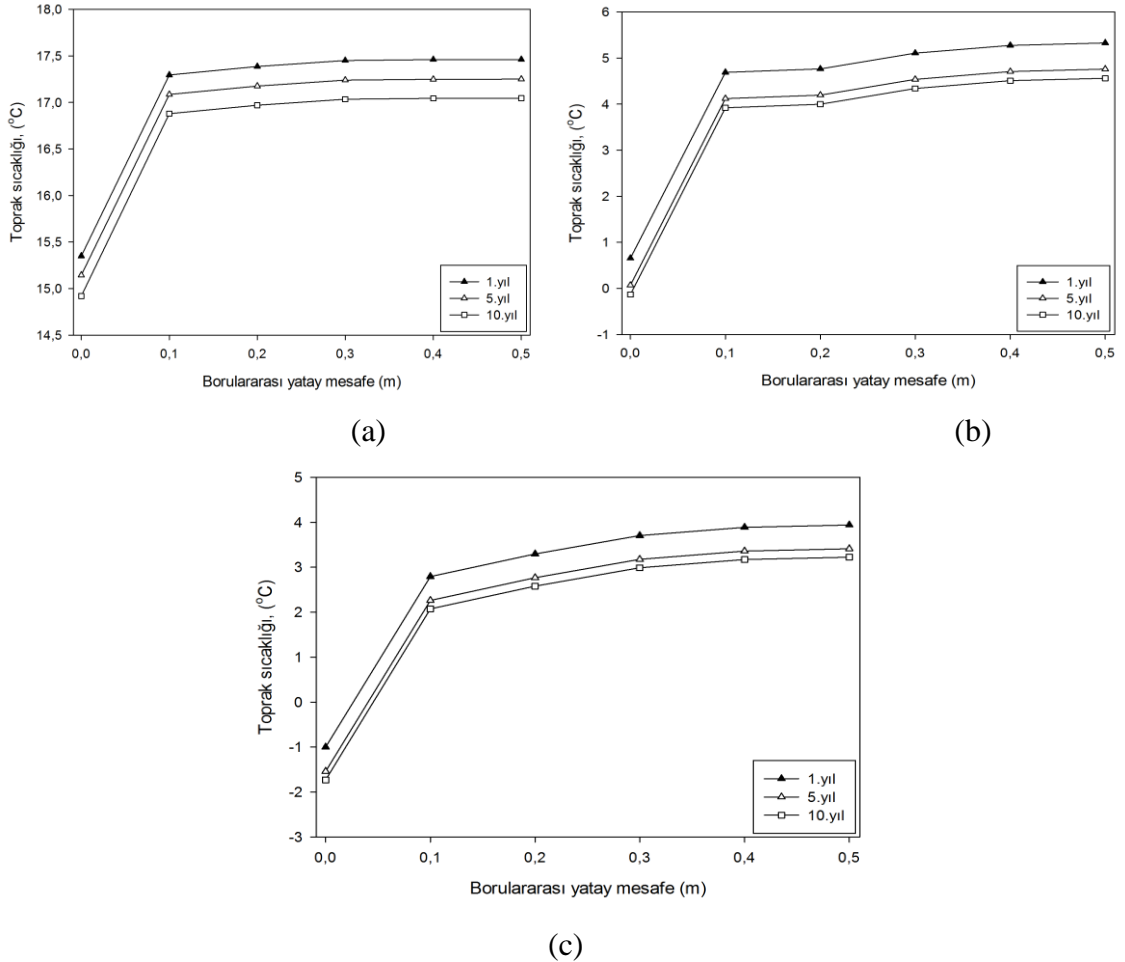 18,0
17,5
17,0
16,5
16,0
15,5
15,0
14,5
Toprak sıcaklığı, (°C)
0,0 0,1 0,2 0,3 0,4 0,5
Borulararası yatay mesafe (m)
1.yıl
5.yıl
10.yıl
(a)
6
5
4
3
2
1
0
-1
Toprak sıcaklığı, (°C)
0,0 0,1 0,2 0,3 0,4 0,5
Borulararası yatay mesafe (m)
1.yıl
5.yıl
10.yıl
(b)
5
4
3
2
1
0
-1
-2
-3
Toprak sıcaklığı, (°C)
0,0 0,1 0,2 0,3 0,4 0,5
Borulararası yatay mesafe (m)
1.yıl
5.yıl
10.yıl
(c)